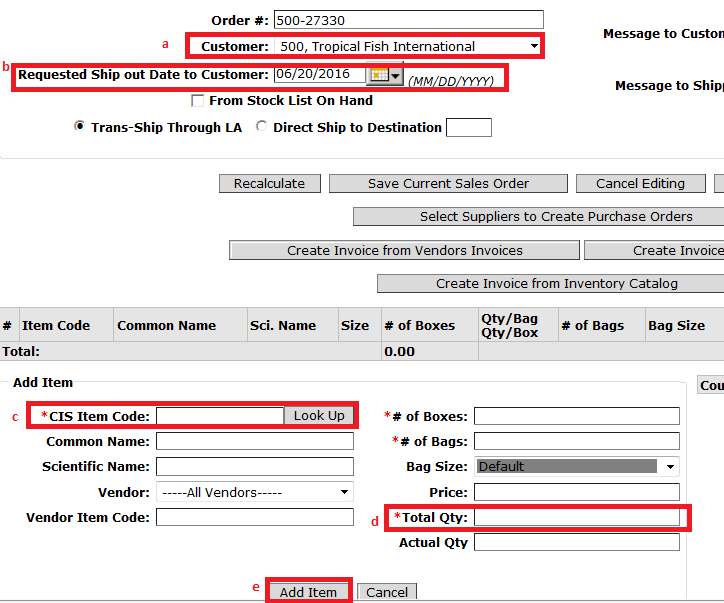 Order #: 500-27330
Message to Custom
a Customer: 500, Tropical Fish International
b Requested Ship out Date to Customer: 06/20/2016 (MM/DD/YYYY)
Message to Shipp
From Stock List On Hand
Trans-Ship Through LA Direct Ship to Destination
Recalculate Save Current Sales Order Cancel Editing
Select Suppliers to Create Purchase Orders
Create Invoice from Vendors Invoices Create Invoice
Create Invoice from Inventory Catalog
# Item Code Common Name Sci. Name Size # of Boxes Qty/Bag Qty/Box # of Bags Bag Size
Total: 0.00
Add Item
Cou
c *CIS Item Code: Look Up *# of Boxes:
Common Name: *# of Bags:
Scientific Name: Bag Size: Default
Vendor: -----All Vendors----- Price:
Vendor Item Code: d *Total Qty:
Actual Qty
e Add Item Cancel